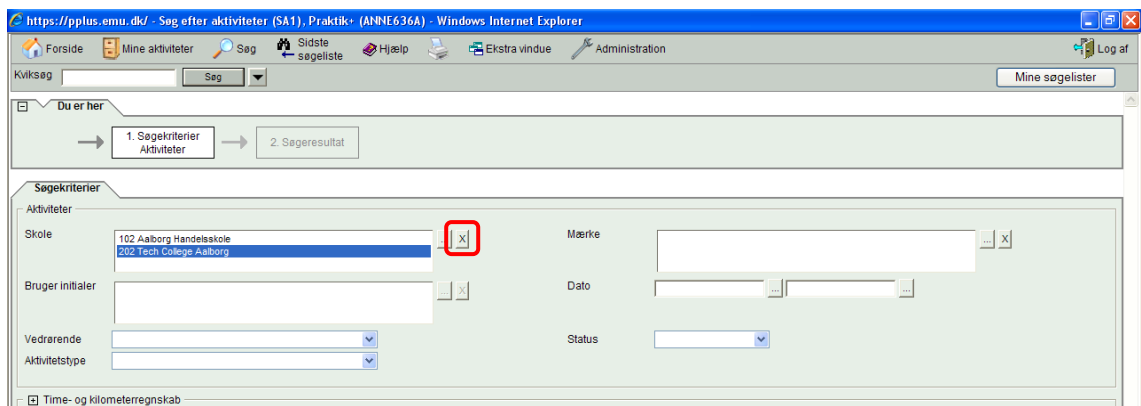 https://pplus.emu.dk/ - Søg efter aktiviteter (SA1), Praktik+ (ANNE636A) - Windows Internet Explorer
Forside Mine aktiviteter Søg Sidste søgeliste Hjælp Ekstra vindue Administration Log af
Kviksøg Søg Mine søgelister
Du er her
1. Søgekriterier
Aktiviteter
2. Søgeresultat
Søgekriterier
Aktiviteter
Skole
102 Aalborg Handelsskole
202 Tech College Aalborg
... X
Mærke
... X
Bruger initialer
... X
Dato
... ...
Vedrørende
Status
Aktivitetstype
Time- og kilometerregnskab